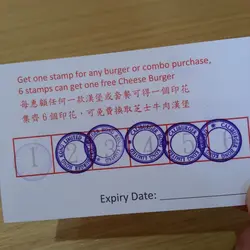 Get one stamp for any burger or combo purchase,
6 stamps can get one free Cheese Burger
每惠顧任何一款漢堡或套餐可得一個印花
集齊6個印花，可免費換取芝士牛肉漢堡
1 2 3 4 5 6
Expiry Date: